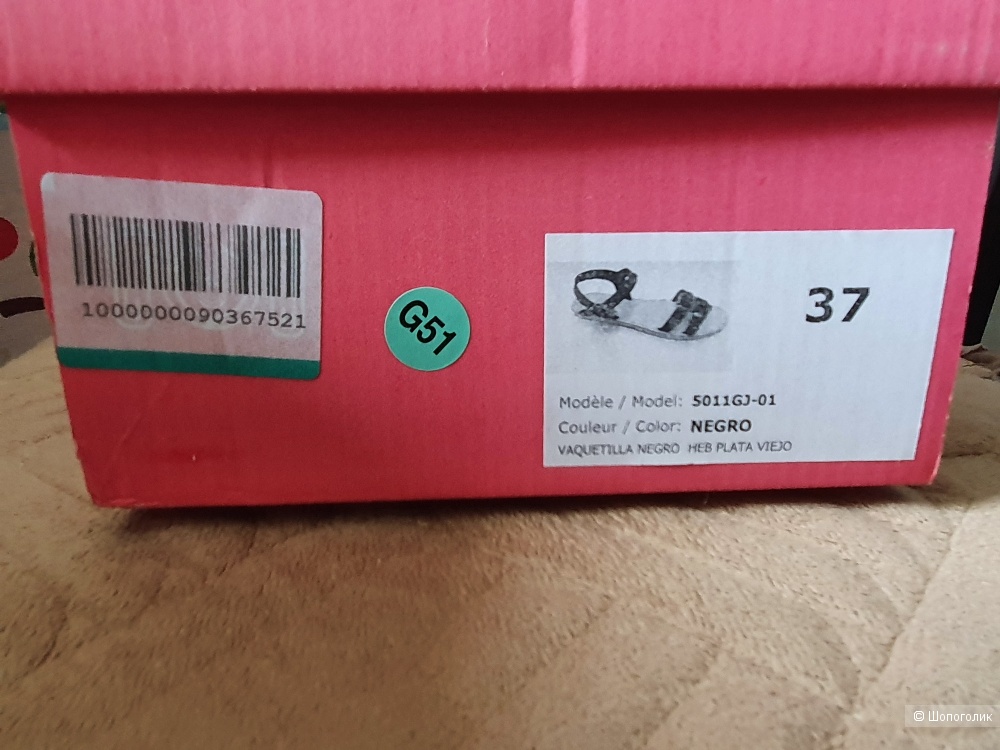 1000000090367521
G51
37
Modèle / Model: 5011GJ-01
Couleur / Color: NEGRO
VAQUETILLA NEGRO HEB PLATA VIEJO
© Шопоголик